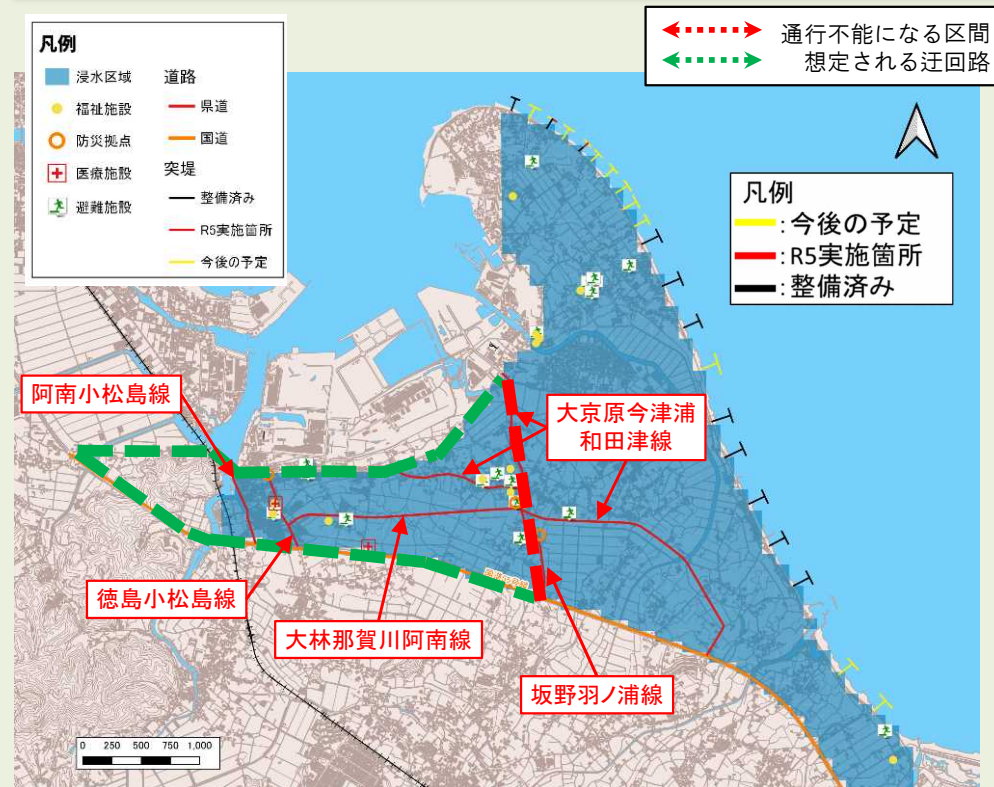 凡例
浸水区域
福祉施設
防災拠点
医療施設
避難施設
道路
県道
国道
突堤
整備済み
R5実施箇所
今後の予定
通行不能になる区間
想定される迂回路
凡例
:今後の予定
:R5実施箇所
:整備済み
阿南小松島線
大京原今津浦
和田津線
徳島小松島線
大林那賀川阿南線
坂野羽ノ浦線
0 250 500 750 1,000